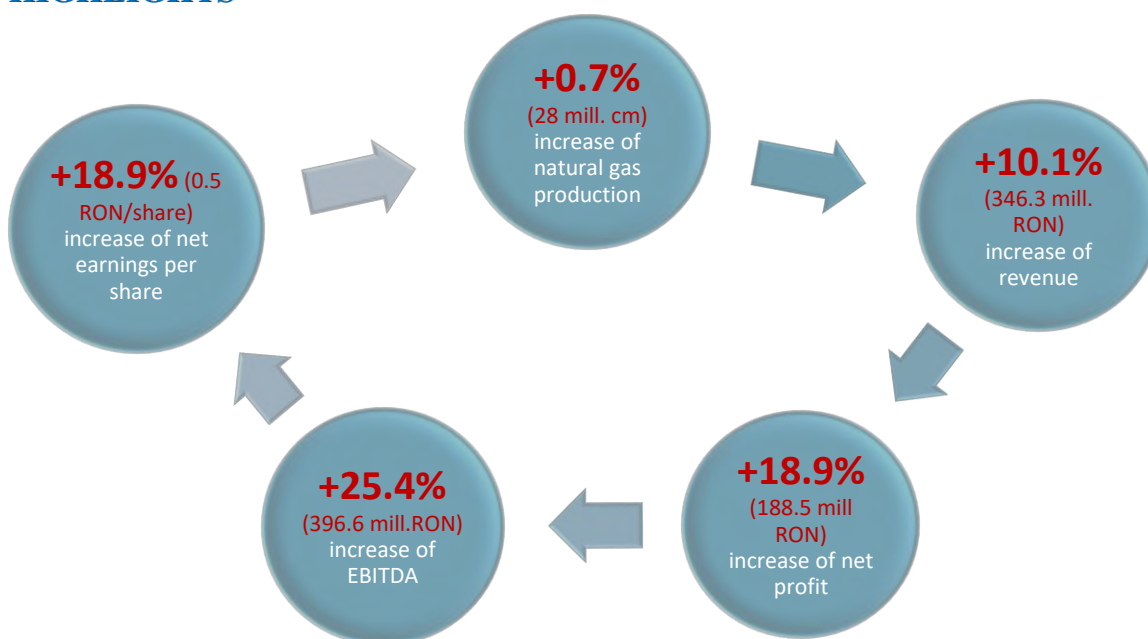 HIGHLIGHTS
+0.7%
(28 mill. cm)
increase of
natural gas
production
+10.1%
(346.3 mill.
RON)
increase of
revenue
+18.9%
(188.5 mill
RON)
increase of net
profit
+25.4%
(396.6 mill.RON)
increase of
EBITDA
+18.9% (0.5
RON/share)
increase of net
earnings per
share